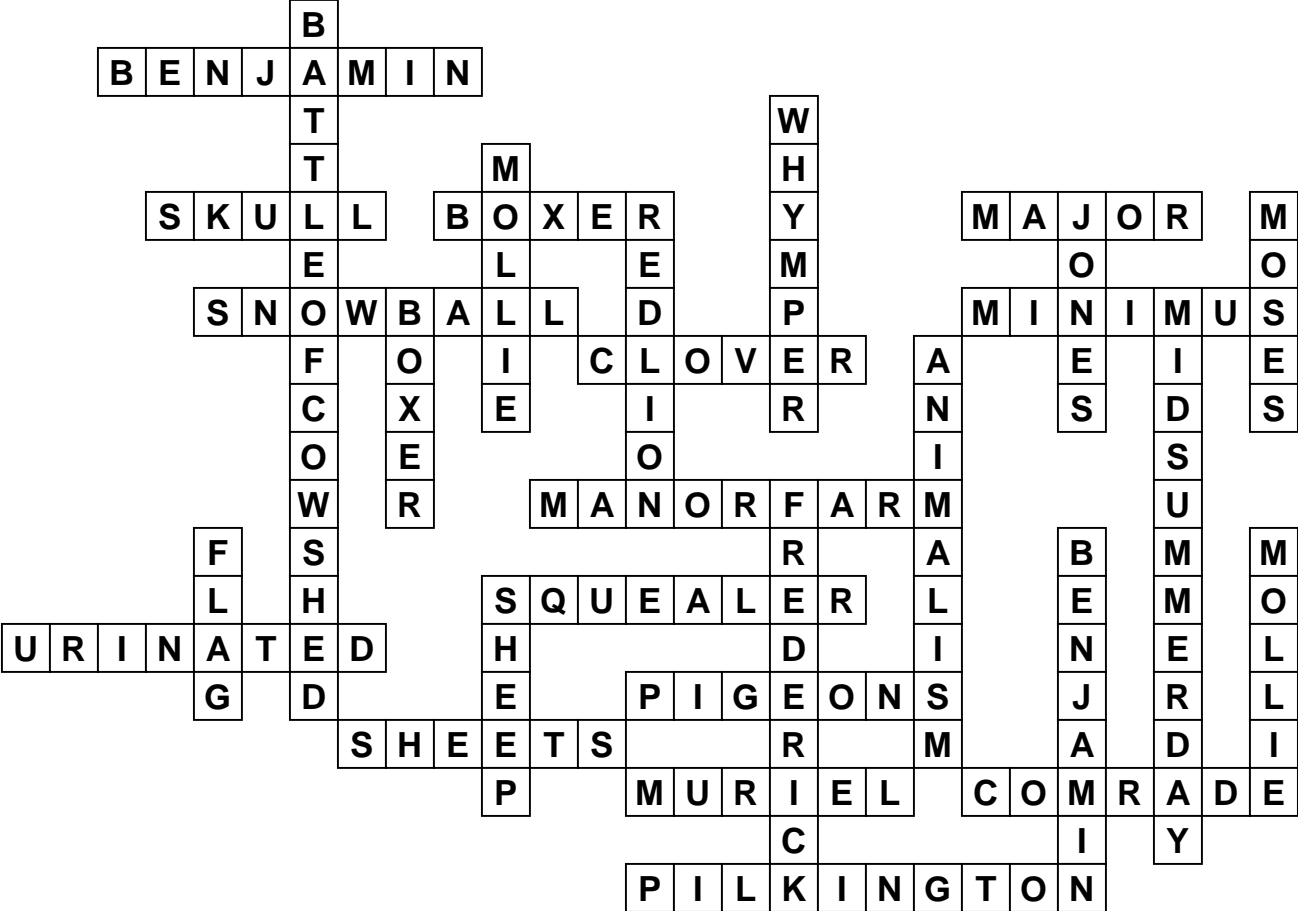 BATTLEOFCOWSHED
BENJAMIN
WHYMPER
MOLLIE
SKULL
BOXER
REDLION
MAJOR
JONES
MOSES
SNOWBALL
BOXER
MINIMUS
MIDSUMMERDAY
CLOVER
ANIMALISM
MANORFARM
FREDERICK
FLAG
BENJAMIN
MOLLIE
SQUEALER
SHEEP
URINATED
PIGEONS
SHEETS
MURIEL
COMRADE
PILKINGTON